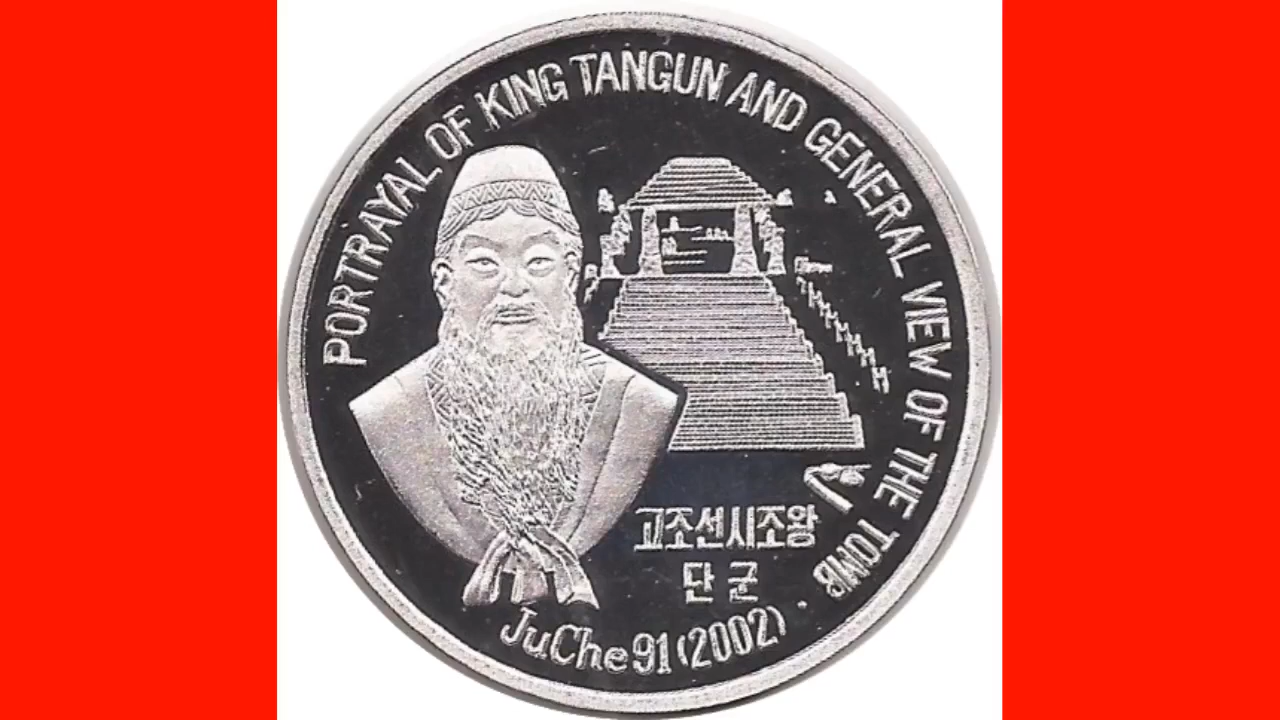 PORTRAYAL OF KING TANGUN AND GENERAL VIEW OF THE TOMB
고조선시조왕
단군
JuChe 91 (2002) ·